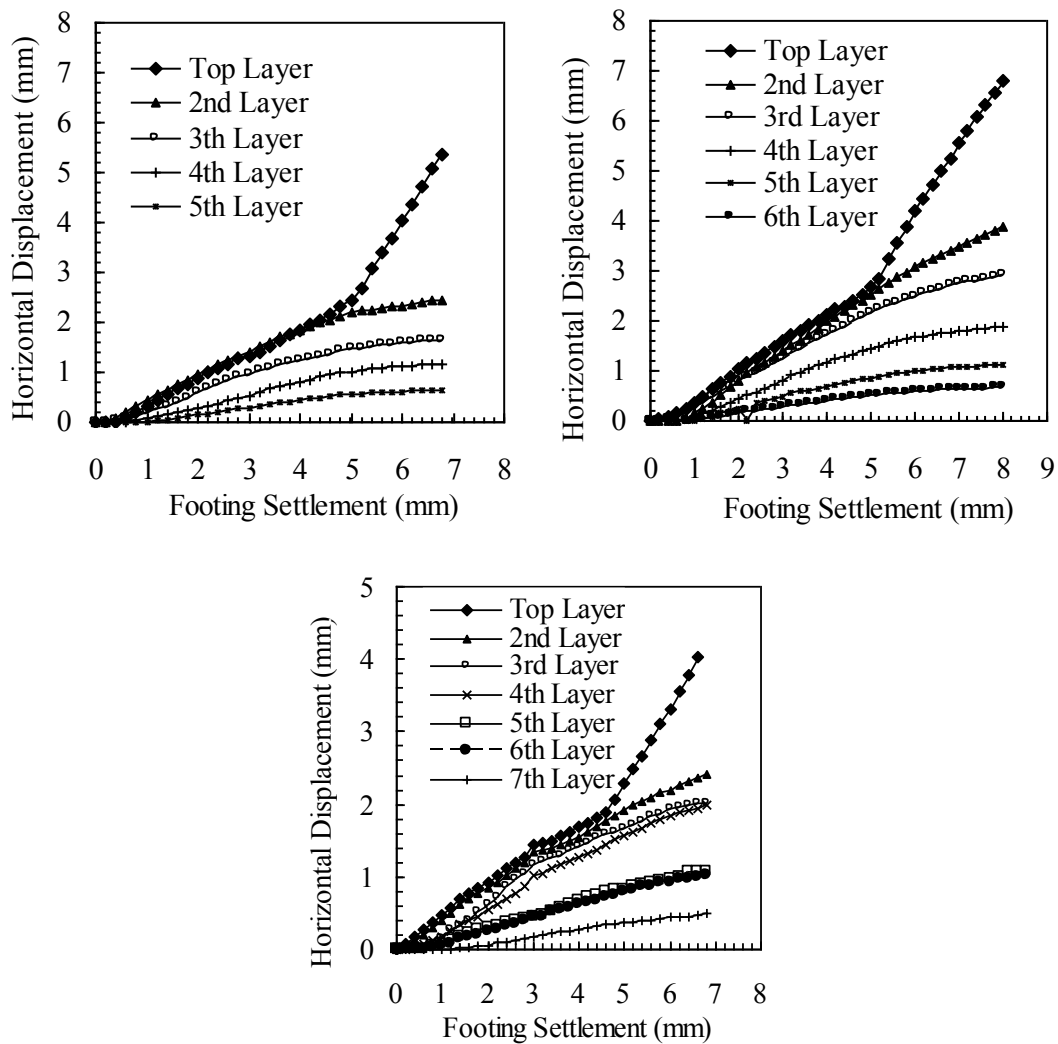 8
7
6
5
4
3
2
1
0
Horizontal Displacement (mm)
Top Layer
2nd Layer
3th Layer
4th Layer
5th Layer
0 1 2 3 4 5 6 7 8
Footing Settlement (mm)
8
7
6
5
4
3
2
1
0
Horizontal Displacement (mm)
Top Layer
2nd Layer
3rd Layer
4th Layer
5th Layer
6th Layer
0 1 2 3 4 5 6 7 8 9
Footing Settlement (mm)
5
4
3
2
1
0
Horizontal Displacement (mm)
Top Layer
2nd Layer
3rd Layer
4th Layer
5th Layer
6th Layer
7th Layer
0 1 2 3 4 5 6 7 8
Footing Settlement (mm)